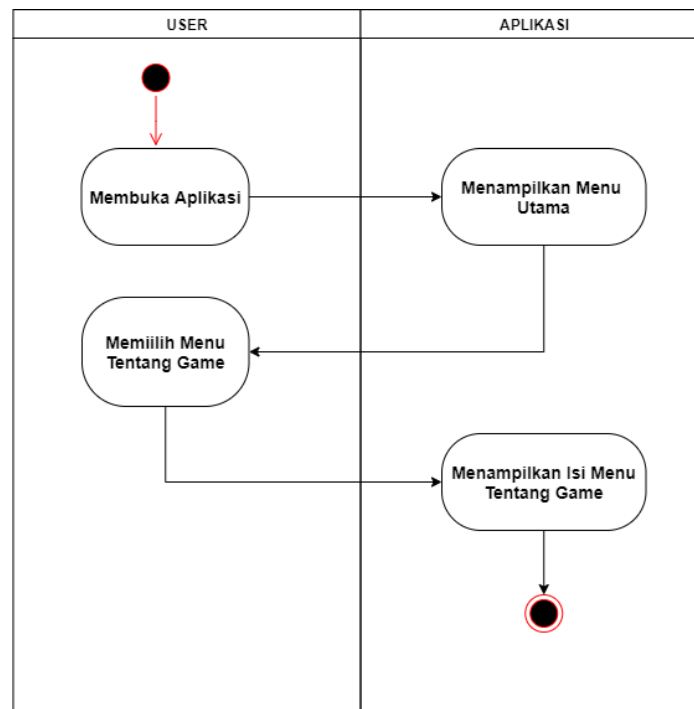 USER
APLIKASI
Membuka Aplikasi
Menampilkan Menu
Utama
Memiilih Menu
Tentang Game
Menampilkan Isi Menu
Tentang Game